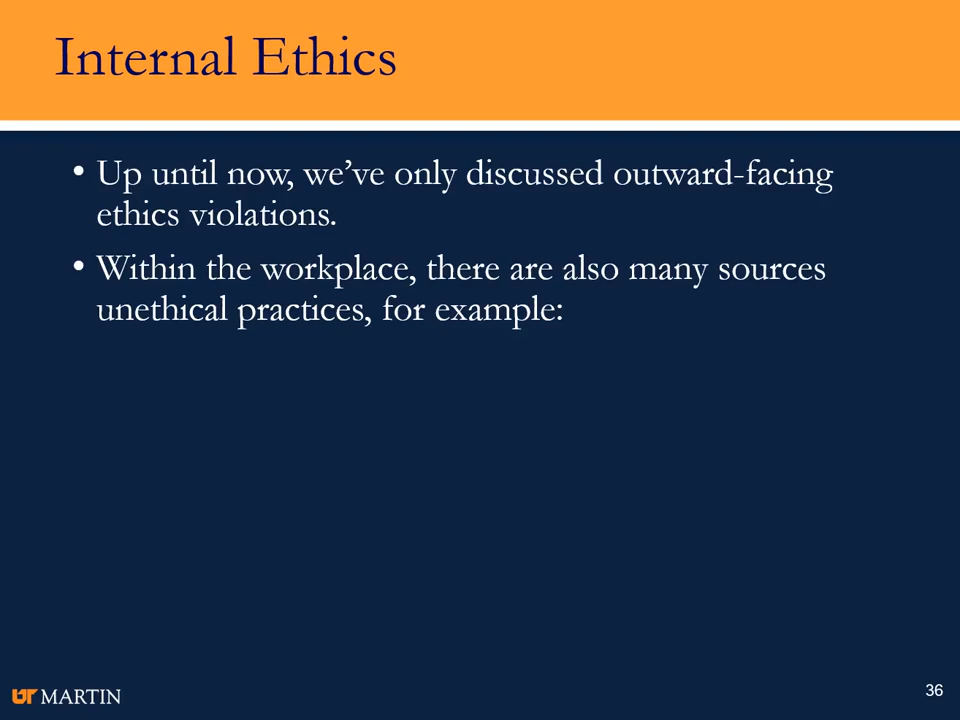 Internal Ethics
• Up until now, we’ve only discussed outward-facing
ethics violations.
• Within the workplace, there are also many sources
unethical practices, for example:
UT MARTIN
36